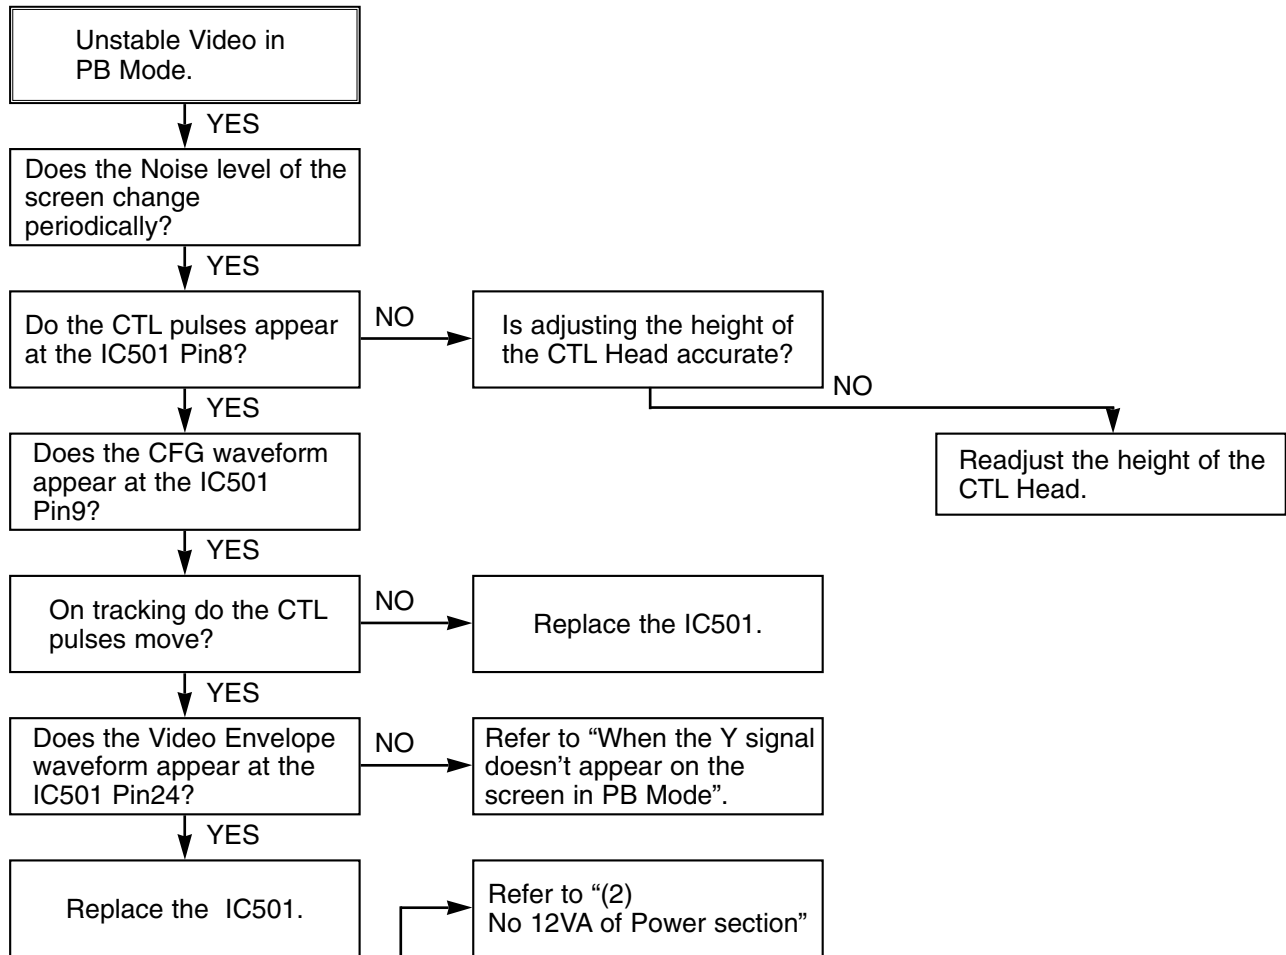 Unstable Video in
PB Mode.
YES
Does the Noise level of the
screen change
periodically?
YES
Do the CTL pulses appear
at the IC501 Pin8?
NO
Is adjusting the height of
the CTL Head accurate?
NO
Readjust the height of the
CTL Head.
YES
Does the CFG waveform
appear at the IC501
Pin9?
YES
On tracking do the CTL
pulses move?
NO
Replace the IC501.
YES
Does the Video Envelope
waveform appear at the
IC501 Pin24?
NO
Refer to “When the Y signal
doesn’t appear on the
screen in PB Mode”.
YES
Replace the  IC501.
Refer to “(2)
No 12VA of Power section”